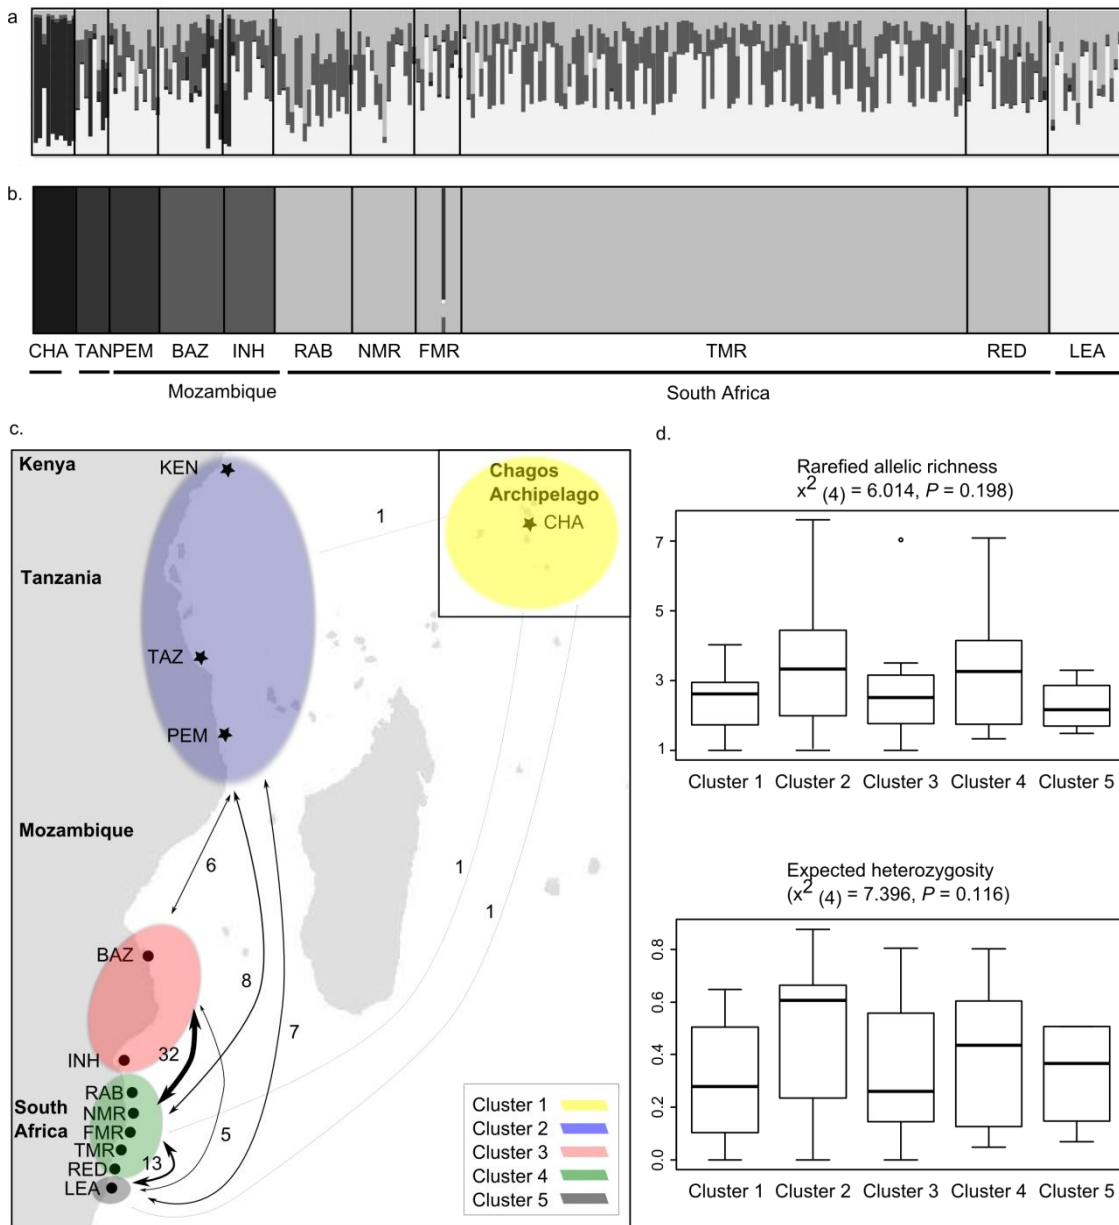 a
b.
CHA TANPEM BAZ INH RAB NMR FMR TMR RED LEA
Mozambique South Africa
c.
Kenya
KEN
Chagos
Archipelago
CHA
1
Tanzania
TAZ
PEM
Mozambique
6
1
1
BAZ
8
7
INH
32
RAB
South
Africa
NMR
FMR
TMR
5
RED
13
LEA
Cluster 1
Cluster 2
Cluster 3
Cluster 4
Cluster 5
d.
Rarefied allelic richness
x2 (4) = 6.014, P = 0.198)
7
5
3
1
Cluster 1 Cluster 2 Cluster 3 Cluster 4 Cluster 5
Expected heterozygosity
(x2 (4) = 7.396, P = 0.116)
0.8
0.6
0.4
0.2
0.0
Cluster 1 Cluster 2 Cluster 3 Cluster 4 Cluster 5